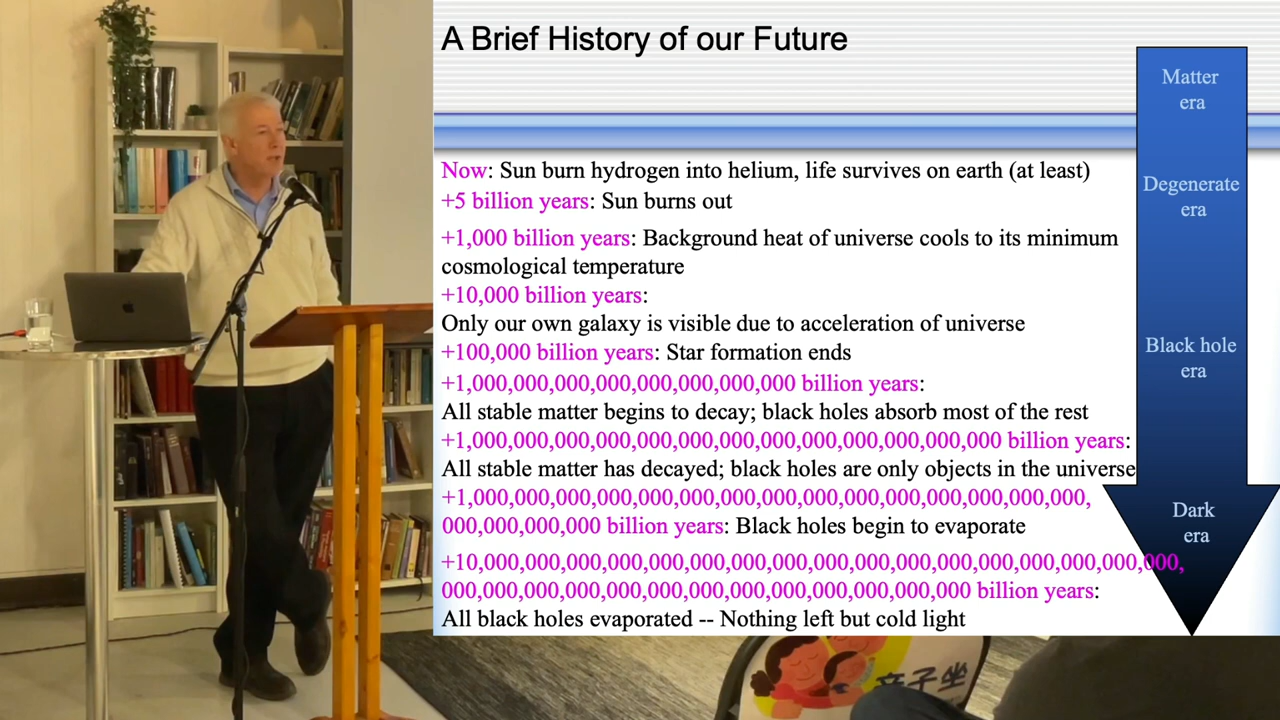 A Brief History of our Future
Now: Sun burn hydrogen into helium, life survives on earth (at least)
+5 billion years: Sun burns out
+1,000 billion years: Background heat of universe cools to its minimum
cosmological temperature
+10,000 billion years:
Only our own galaxy is visible due to acceleration of universe
+100,000 billion years: Star formation ends
+1,000,000,000,000,000,000,000,000 billion years:
All stable matter begins to decay; black holes absorb most of the rest
+1,000,000,000,000,000,000,000,000,000,000,000,000,000 billion years:
All stable matter has decayed; black holes are only objects in the universe
+1,000,000,000,000,000,000,000,000,000,000,000,000,000,000,000,
000,000,000,000 billion years: Black holes begin to evaporate
+10,000,000,000,000,000,000,000,000,000,000,000,000,000,000,000,000,000,
000,000,000,000,000,000,000,000,000,000,000,000,000 billion years:
All black holes evaporated -- Nothing left but cold light
Matter
era
Degenerate
era
Black hole
era
Dark
era
亲子坐